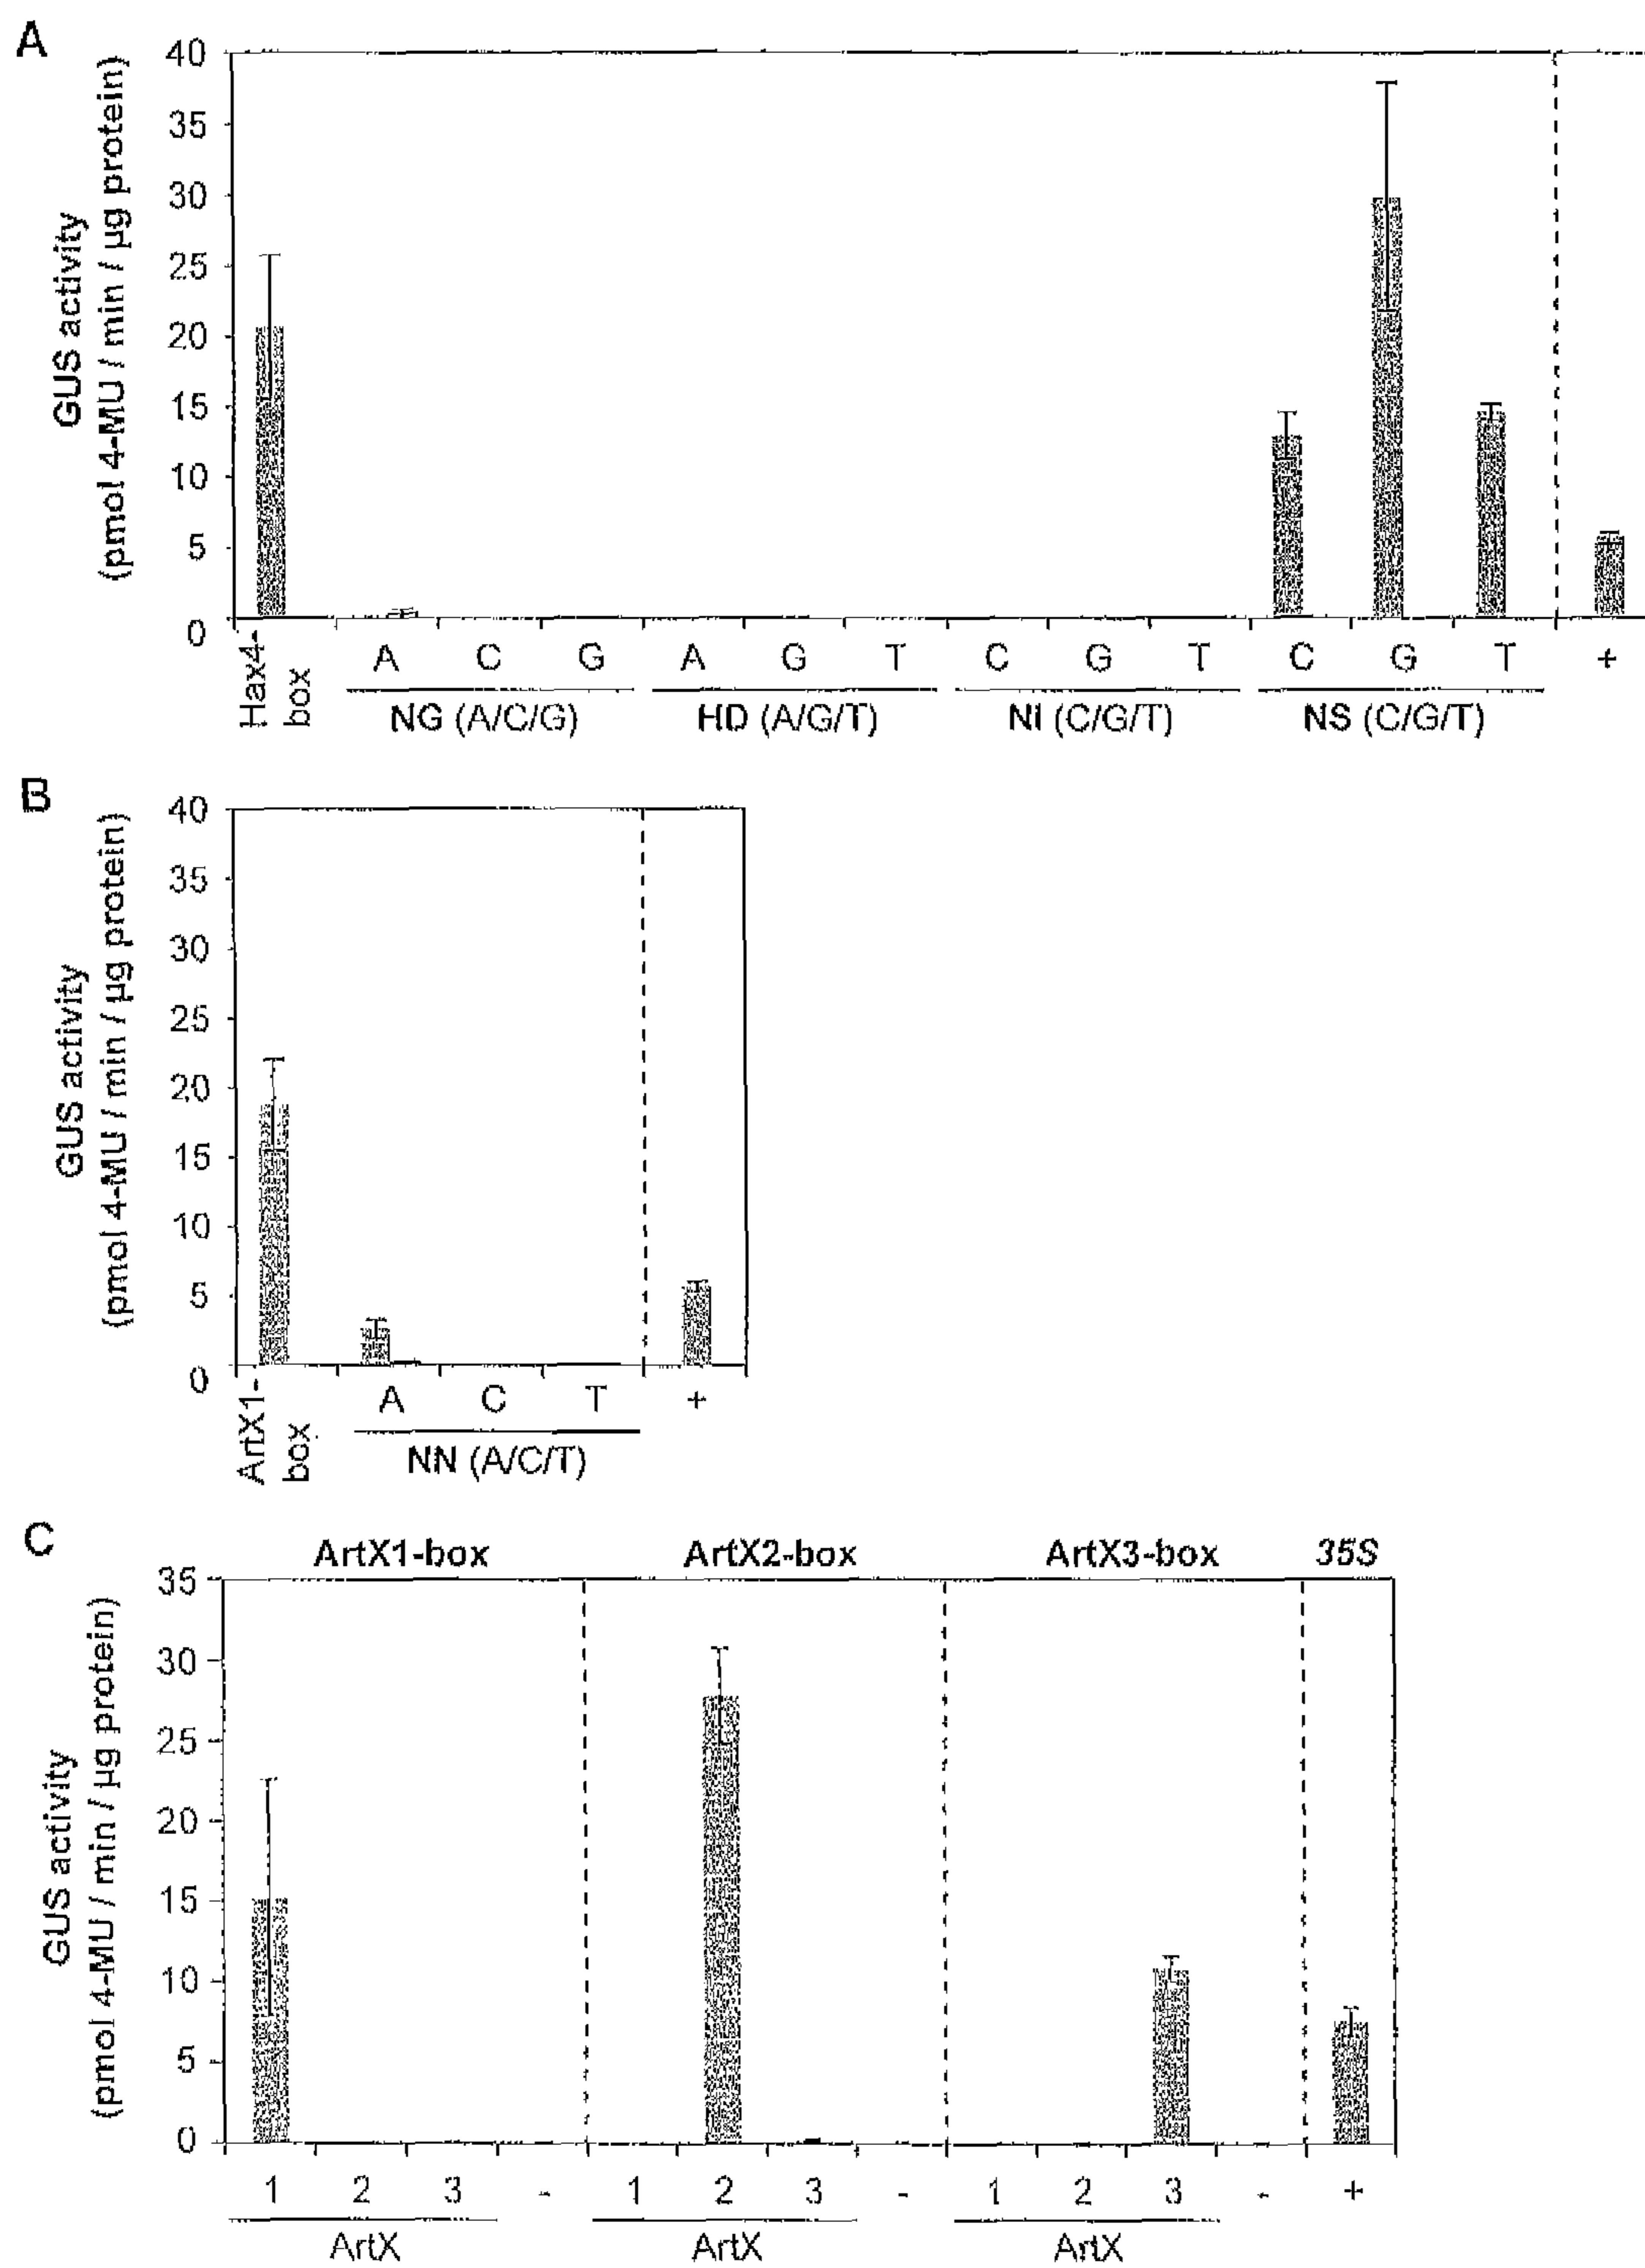 A
GUS activity
(pmol 4-MU / min / µg protein)
40
35
30
25
20
15
10
5
0
Hax4-
box
A C G A G T C G T C G T +
NG (A/C/G) HD (A/G/T) NI (C/G/T) NS (C/G/T)
B
GUS activity
(pmol 4-MU / min / µg protein)
40
35
30
25
20
15
10
5
0
ArtX1-
box
A C T +
NN (A/C/T)
C
ArtX1-box ArtX2-box ArtX3-box 35S
GUS activity
(pmol 4-MU / min / µg protein)
35
30
25
20
15
10
5
0
1 2 3 - 1 2 3 - 1 2 3 - +
ArtX ArtX ArtX